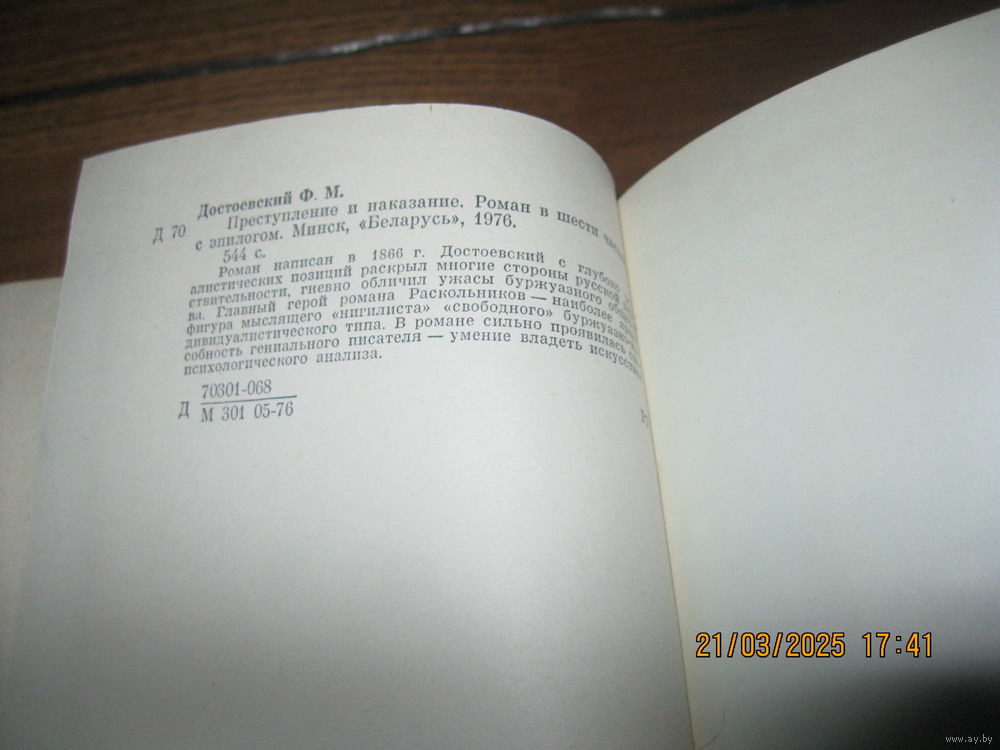 Достоевский Ф. М.
Д 70
Преступление и наказание. Роман в шести
с эпилогом. Минск, «Беларусь», 1976.
544 с.
Роман написан в 1866 г. Достоевский с глубоко
алистических позиций раскрыл многие стороны русской
ствительности, гневно обличил ужасы буржуазного
ва. Главный герой романа Раскольников — наиболее
фигура мыслящего «нигилиста» «свободного»
дивидуалистического типа. В романе сильно проявилась
собность гениального писателя — умение владеть
психологического анализа.
70301-068
Д
М 301 05-76
21/03/2025 17:41
www.ay.by